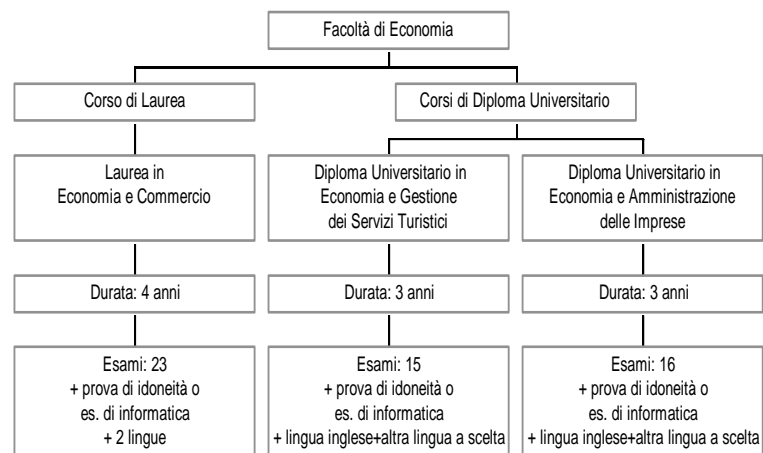 Facoltà di Economia
Corso di Laurea
Corsi di Diploma Universitario
Laurea in
Economia e Commercio
Diploma Universitario in
Economia e Gestione
dei Servizi Turistici
Diploma Universitario in
Economia e Amministrazione
delle Imprese
Durata: 4 anni
Durata: 3 anni
Durata: 3 anni
Esami: 23
+ prova di idoneità o
es. di informatica
+ 2 lingue
Esami: 15
+ prova di idoneità o
es. di informatica
+ lingua inglese+altra lingua a scelta
Esami: 16
+ prova di idoneità o
es. di informatica
+ lingua inglese+altra lingua a scelta